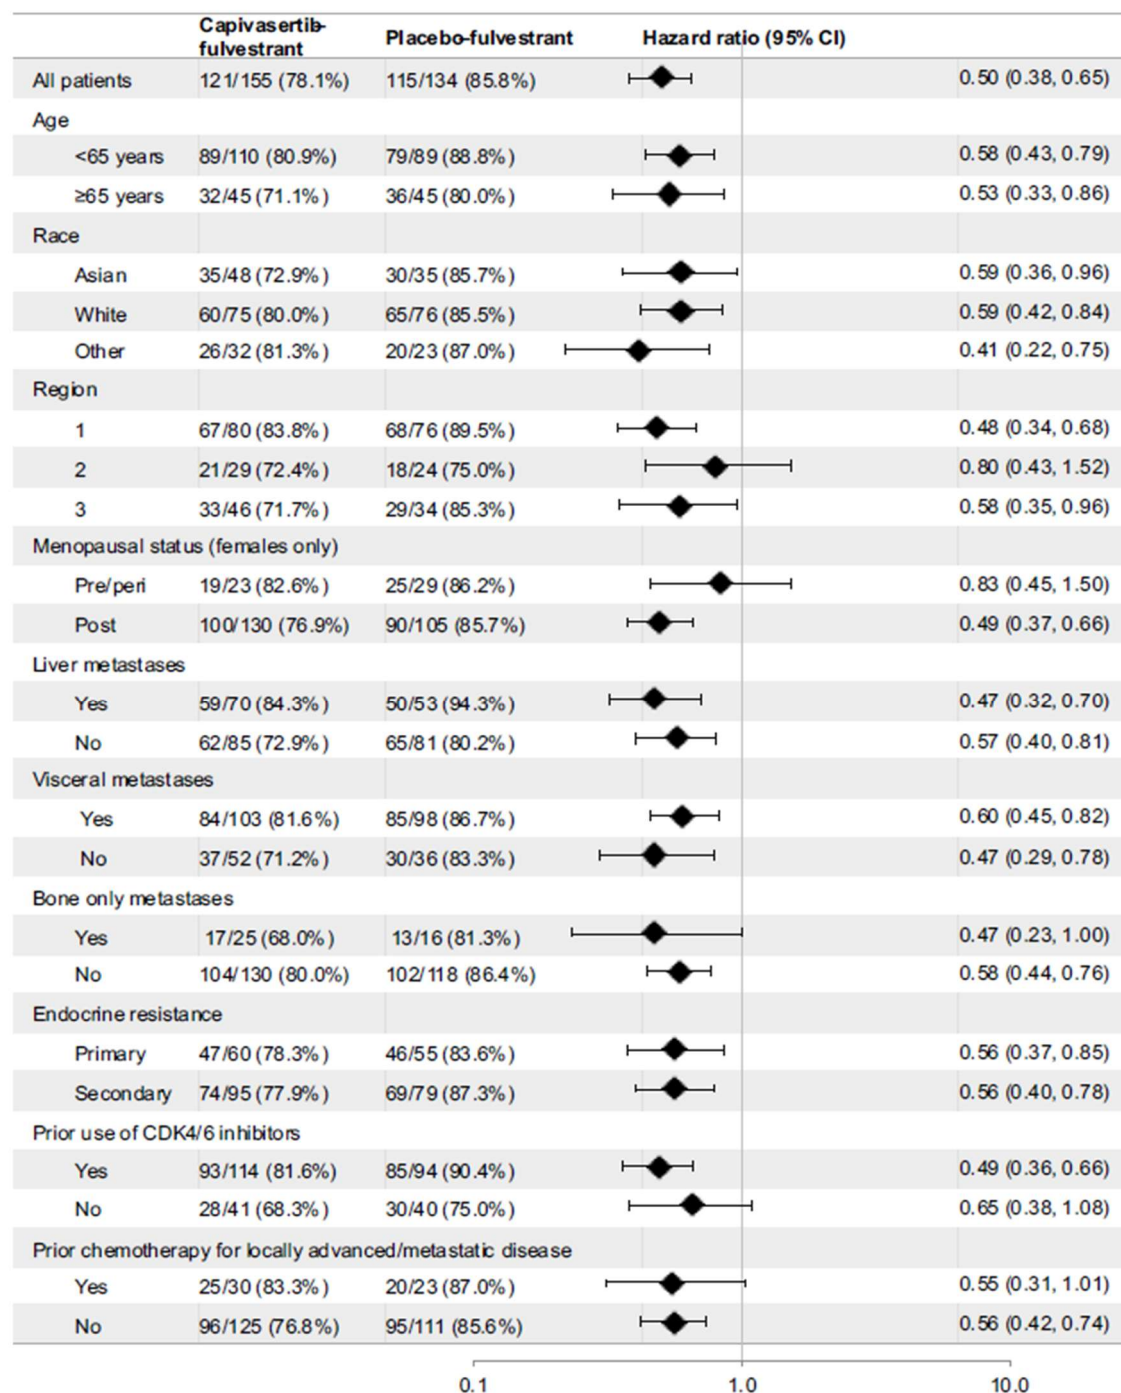 Capivasertib-fulvestrant Placebo-fulvestrant Hazard ratio (95% CI)
All patients 121/155 (78.1%) 115/134 (85.8%) 0.50 (0.38, 0.65)
Age
<65 years 89/110 (80.9%) 79/89 (88.8%) 0.58 (0.43, 0.79)
≥65 years 32/45 (71.1%) 36/45 (80.0%) 0.53 (0.33, 0.86)
Race
Asian 35/48 (72.9%) 30/35 (85.7%) 0.59 (0.36, 0.96)
White 60/75 (80.0%) 65/76 (85.5%) 0.59 (0.42, 0.84)
Other 26/32 (81.3%) 20/23 (87.0%) 0.41 (0.22, 0.75)
Region
1 67/80 (83.8%) 68/76 (89.5%) 0.48 (0.34, 0.68)
2 21/29 (72.4%) 18/24 (75.0%) 0.80 (0.43, 1.52)
3 33/46 (71.7%) 29/34 (85.3%) 0.58 (0.35, 0.96)
Menopausal status (females only)
Pre/peri 19/23 (82.6%) 25/29 (86.2%) 0.83 (0.45, 1.50)
Post 100/130 (76.9%) 90/105 (85.7%) 0.49 (0.37, 0.66)
Liver metastases
Yes 59/70 (84.3%) 50/53 (94.3%) 0.47 (0.32, 0.70)
No 62/85 (72.9%) 65/81 (80.2%) 0.57 (0.40, 0.81)
Visceral metastases
Yes 84/103 (81.6%) 85/98 (86.7%) 0.60 (0.45, 0.82)
No 37/52 (71.2%) 30/36 (83.3%) 0.47 (0.29, 0.78)
Bone only metastases
Yes 17/25 (68.0%) 13/16 (81.3%) 0.47 (0.23, 1.00)
No 104/130 (80.0%) 102/118 (86.4%) 0.58 (0.44, 0.76)
Endocrine resistance
Primary 47/60 (78.3%) 46/55 (83.6%) 0.56 (0.37, 0.85)
Secondary 74/95 (77.9%) 69/79 (87.3%) 0.56 (0.40, 0.78)
Prior use of CDK4/6 inhibitors
Yes 93/114 (81.6%) 85/94 (90.4%) 0.49 (0.36, 0.66)
No 28/41 (68.3%) 30/40 (75.0%) 0.65 (0.38, 1.08)
Prior chemotherapy for locally advanced/metastatic disease
Yes 25/30 (83.3%) 20/23 (87.0%) 0.55 (0.31, 1.01)
No 96/125 (76.8%) 95/111 (85.6%) 0.56 (0.42, 0.74)
0.1 1.0 10.0